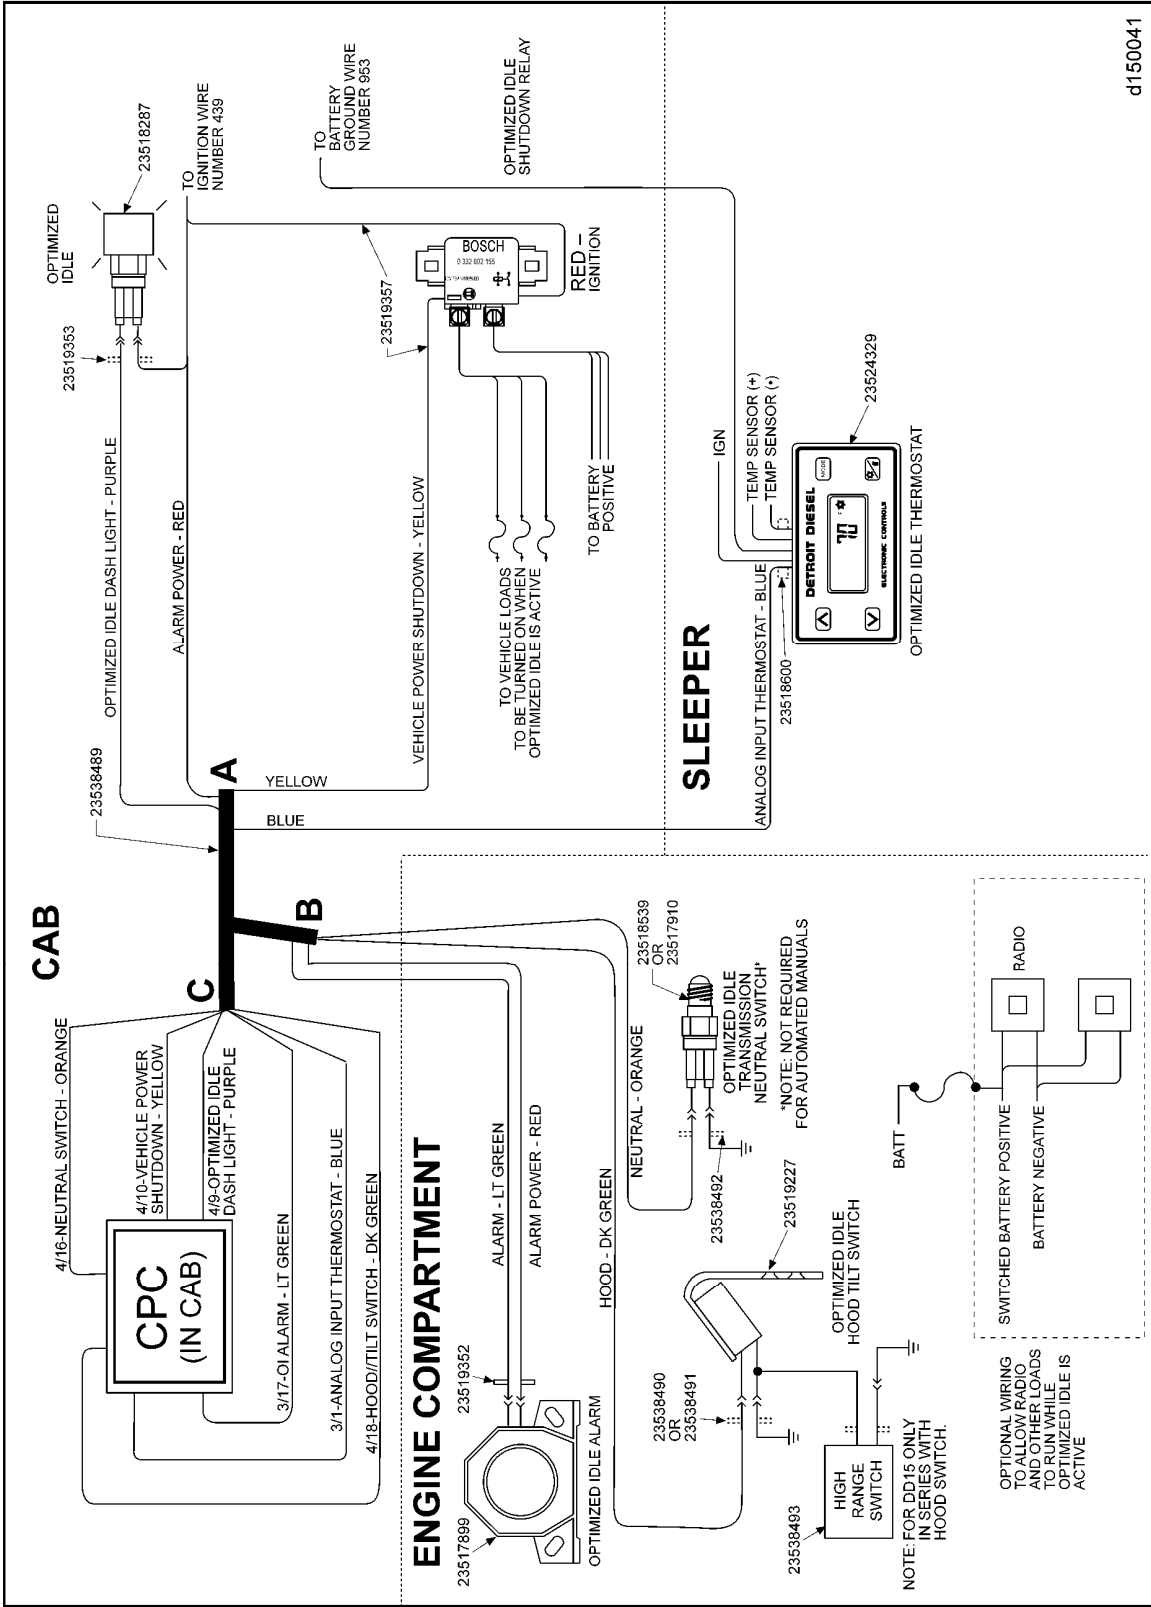 CAB
4/16-NEUTRAL SWITCH - ORANGE
4/10-VEHICLE POWER
SHUTDOWN - YELLOW
4/9-OPTIMIZED IDLE
DASH LIGHT - PURPLE
CPC
(IN CAB)
3/17-OI ALARM - LT GREEN
3/1-ANALOG INPUT THERMOSTAT - BLUE
4/18-HOOD//TILT SWITCH - DK GREEN
C
B
A
23538489
OPTIMIZED IDLE DASH LIGHT - PURPLE
ALARM POWER - RED
23519353
OPTIMIZED
IDLE
23518287
TO
IGNITION WIRE
NUMBER 439
YELLOW
BLUE
VEHICLE POWER SHUTDOWN - YELLOW
23519357
BOSCH
0 332 002 155
RED –
IGNITION
TO
BATTERY
GROUND WIRE
NUMBER 953
OPTIMIZED IDLE
SHUTDOWN RELAY
TO VEHICLE LOADS
TO BE TURNED ON WHEN
OPTIMIZED IDLE IS ACTIVE
TO BATTERY
POSITIVE
ENGINE COMPARTMENT
ALARM - LT GREEN
ALARM POWER - RED
23519352
23517899
OPTIMIZED IDLE ALARM
HOOD - DK GREEN
NEUTRAL - ORANGE
23518539
OR
23517910
OPTIMIZED IDLE
TRANSMISSION
NEUTRAL SWITCH*
*NOTE: NOT REQUIRED
FOR AUTOMATED MANUALS
23538492
23519227
OPTIMIZED IDLE
HOOD TILT SWITCH
23538490
OR
23538491
23538493
HIGH
RANGE
SWITCH
NOTE: FOR DD15 ONLY
IN SERIES WITH
HOOD SWITCH.
SLEEPER
ANALOG INPUT THERMOSTAT - BLUE
23518600
IGN
TEMP SENSOR (+)
TEMP SENSOR (•)
DETROIT DIESEL
MODE
70
F
ELECTRONIC CONTROLS
23524329
OPTIMIZED IDLE THERMOSTAT
BATT
RADIO
SWITCHED BATTERY POSITIVE
BATTERY NEGATIVE
OPTIONAL WIRING
TO ALLOW RADIO
AND OTHER LOADS
TO RUN WHILE
OPTIMIZED IDLE IS
ACTIVE
d150041